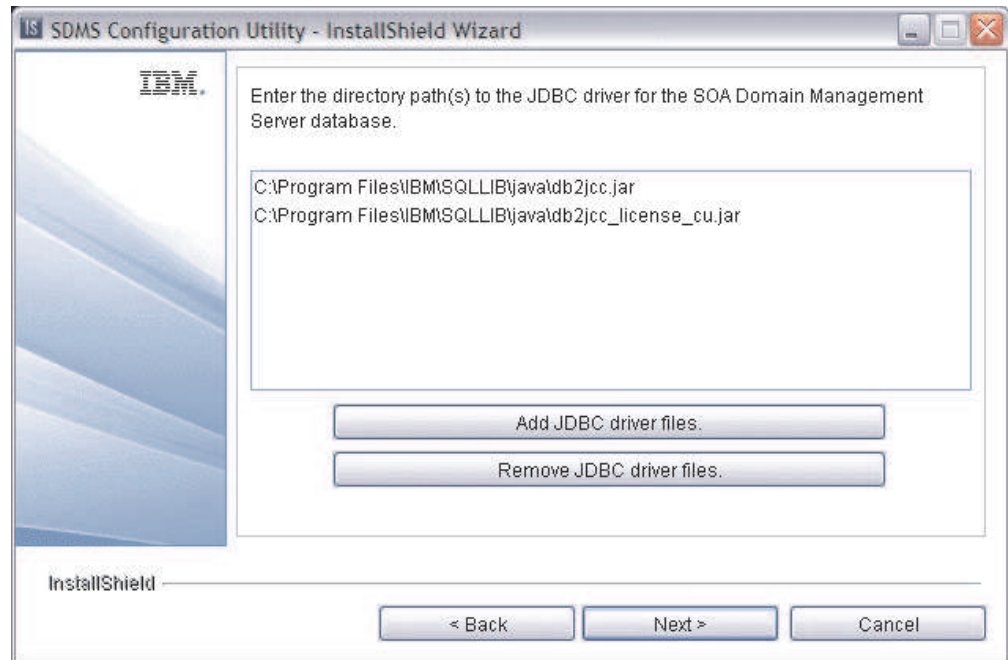 IS SDMS Configuration Utility - InstallShield Wizard
IBM.
Enter the directory path(s) to the JDBC driver for the SOA Domain Management
Server database.
C:\Program Files\IBM\SQLLIB\java\db2jcc.jar
C:\Program Files\IBM\SQLLIB\java\db2jcc_license_cu.jar
Add JDBC driver files.
Remove JDBC driver files.
InstallShield
< Back Next > Cancel